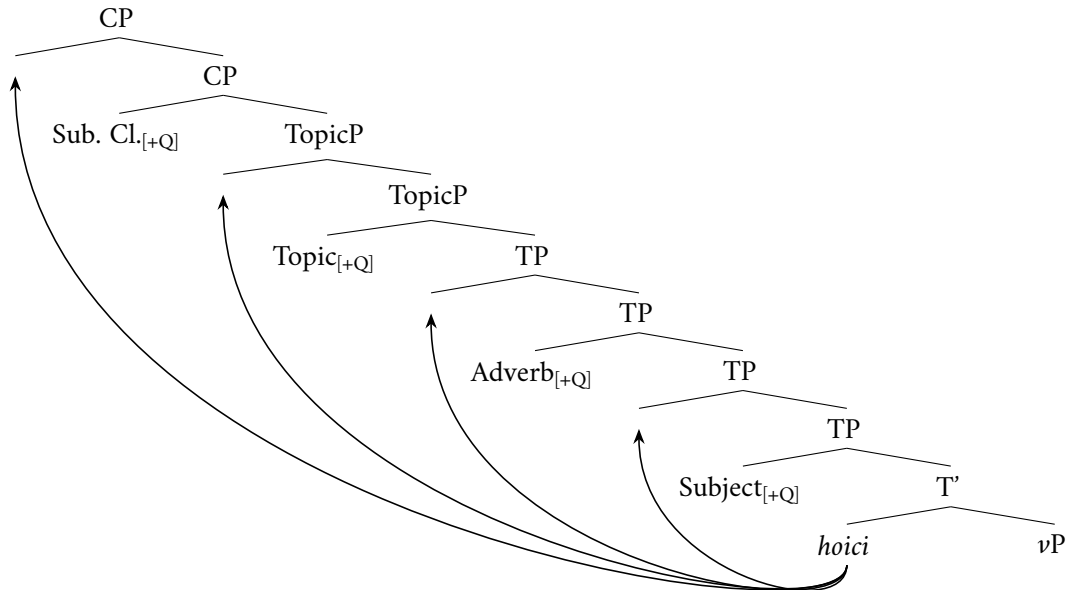 CP
CP
Sub. Cl.[+Q] TopicP
TopicP
Topic[+Q] TP
TP
Adverb[+Q] TP
TP
Subject[+Q] T’
hoici vP